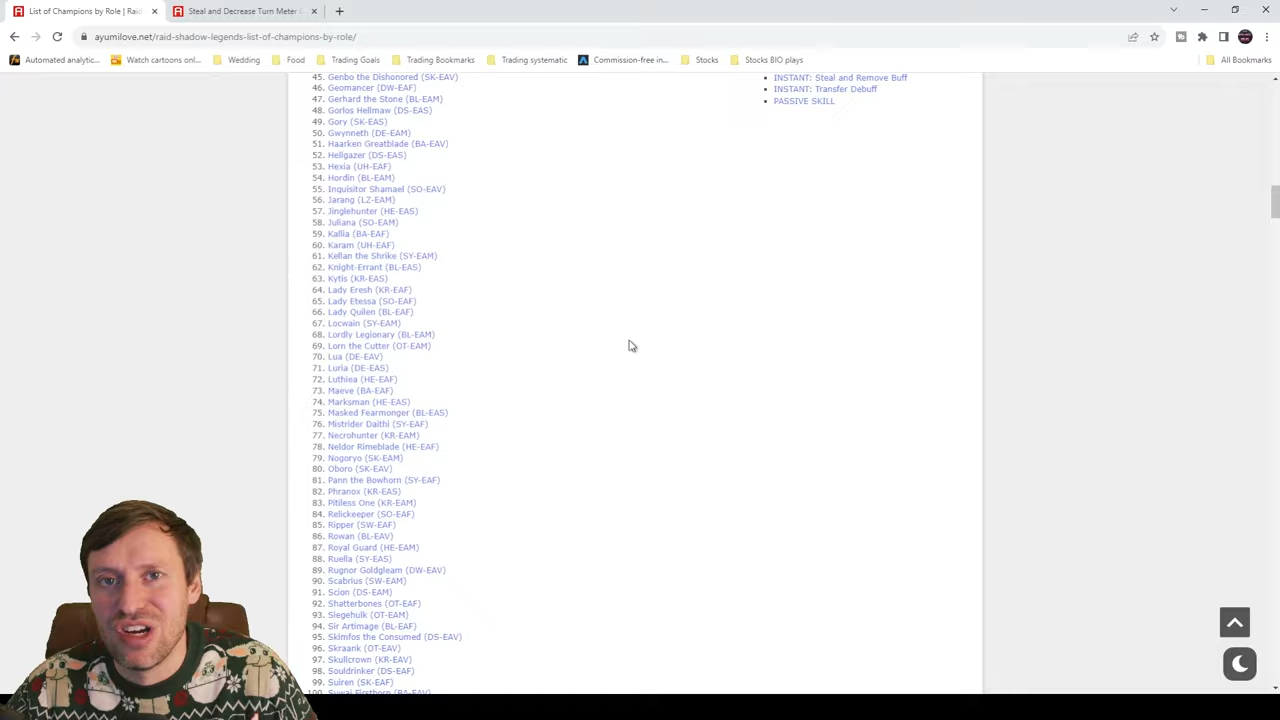 List of Champions by Role | Raid
Steal and Decrease Turn Meter
ayumilove.net/raid-shadow-legends-list-of-champions-by-role/
Automated analytic...
Watch cartoons onl...
Wedding
Food
Trading Goals
Trading Bookmarks
Trading systematic
Commission-free in...
Stocks
Stocks BIO plays
All Bookmarks
45. Genbo the Dishonored (SK-EAV)
46. Geomancer (DW-EAF)
47. Gerhard the Stone (BL-EAM)
48. Gorlos Hellmaw (DS-EAS)
49. Gory (SK-EAS)
50. Gwynneth (DE-EAM)
51. Haarken Greatblade (BA-EAV)
52. Hellgazer (DS-EAS)
53. Hexia (UH-EAF)
54. Hordin (BL-EAM)
55. Inquisitor Shamael (SO-EAV)
56. Jarang (LZ-EAM)
57. Jinglehunter (HE-EAS)
58. Juliana (SO-EAM)
59. Kallia (BA-EAF)
60. Karam (UH-EAF)
61. Kellan the Shrike (SY-EAM)
62. Knight-Errant (BL-EAS)
63. Kytis (KR-EAS)
64. Lady Eresh (KR-EAF)
65. Lady Etessa (SO-EAF)
66. Lady Quilen (BL-EAF)
67. Locwain (SY-EAM)
68. Lordly Legionary (BL-EAM)
69. Lorn the Cutter (OT-EAM)
70. Lua (DE-EAV)
71. Luria (DE-EAS)
72. Luthiea (HE-EAF)
73. Maeve (BA-EAF)
74. Marksman (HE-EAS)
75. Masked Fearmonger (BL-EAS)
76. Mistrider Daithi (SY-EAF)
77. Necrohunter (KR-EAM)
78. Neldor Rimeblade (HE-EAF)
79. Nogoryo (SK-EAM)
80. Oboro (SK-EAV)
81. Pann the Bowhorn (SY-EAF)
82. Phranox (KR-EAS)
83. Pitiless One (KR-EAM)
84. Relickeeper (SO-EAF)
85. Ripper (SW-EAF)
86. Rowan (BL-EAV)
87. Royal Guard (HE-EAM)
88. Ruella (SY-EAS)
89. Rugnor Goldgleam (DW-EAV)
90. Scabrius (SW-EAM)
91. Scion (DS-EAM)
92. Shatterbones (OT-EAF)
93. Siegehulk (OT-EAM)
94. Sir Artimage (BL-EAF)
95. Skimfos the Consumed (DS-EAV)
96. Skraank (OT-EAV)
97. Skullcrown (KR-EAV)
98. Souldrinker (DS-EAF)
99. Suiren (SK-EAF)
100. Suwai Firstborn (BA-EAV)
INSTANT: Steal and Remove Buff
INSTANT: Transfer Debuff
PASSIVE SKILL